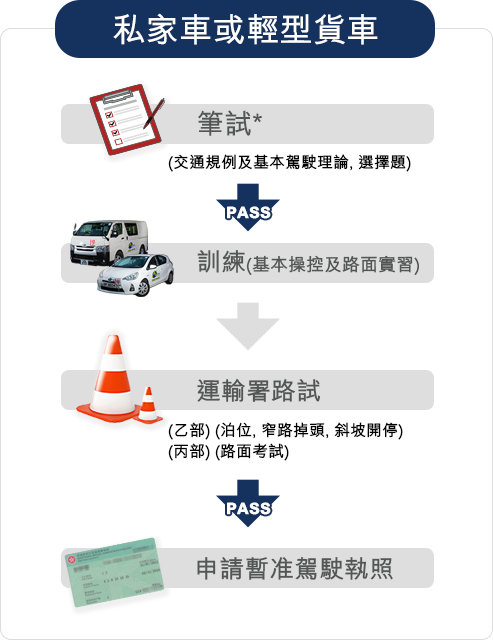 私家車或輕型貨車
筆試*
(交通規例及基本駕駛理論, 選擇題)
PASS
訓練(基本操控及路面實習)
運輸署路試
(乙部) (泊位, 窄路掉頭, 斜坡開停)
(丙部) (路面考試)
PASS
申請暫准駕駛執照